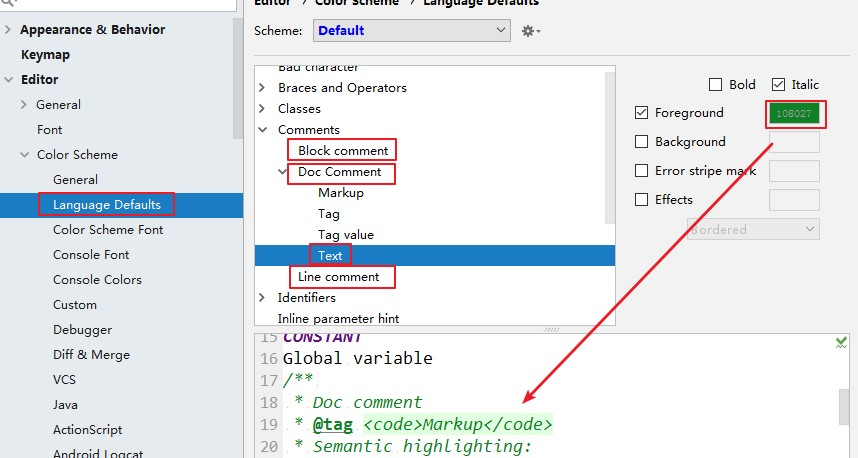 Appearance & Behavior
Keymap
Editor
General
Font
Color Scheme
General
Language Defaults
Color Scheme Font
Console Font
Console Colors
Custom
Debugger
Diff & Merge
VCS
Java
ActionScript
Android Logcat
Editor › Color Scheme › Language Defaults
Scheme: Default
Bad character
Braces and Operators
Classes
Comments
Block comment
Doc Comment
Markup
Tag
Tag value
Text
Line comment
Identifiers
Inline parameter hint
Bold Italic
Foreground 108027
Background
Error stripe mark
Effects
Bordered
15 CONSTANT
16 Global variable
17 /**
18 * Doc comment
19 * @tag <code>Markup</code>
20 * Semantic highlighting: